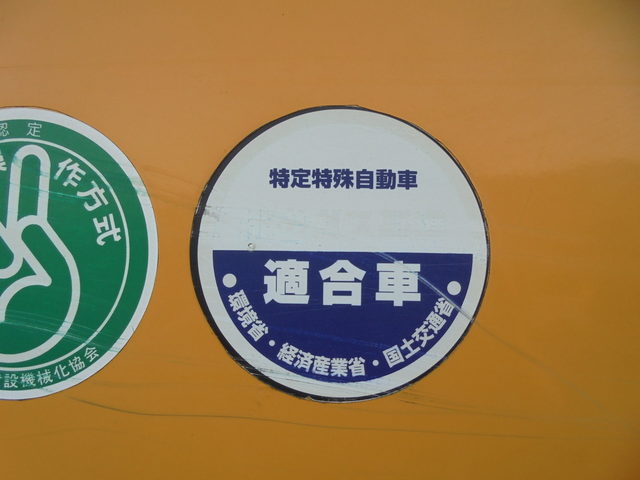 認定
作方式
設機械化協会
特定特殊自動車
適合車
・環境省・経済産業省・国土交通省・